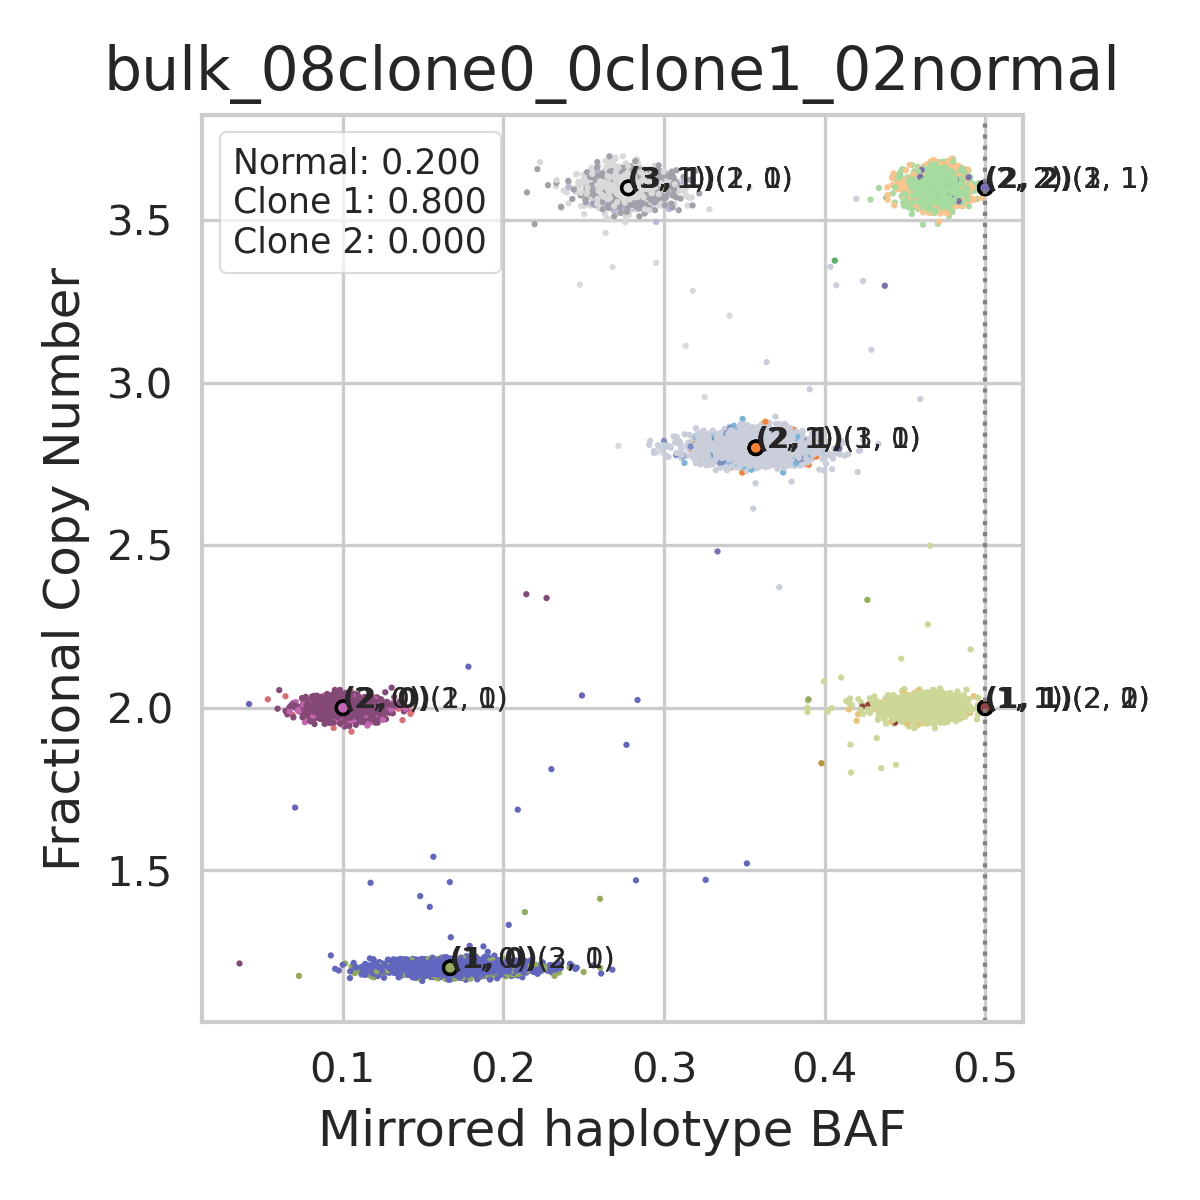 bulk_08clone0_0clone1_02normal
Normal: 0.200
Clone 1: 0.800
Clone 2: 0.000
Fractional Copy Number
3.5
3.0
2.5
2.0
1.5
(3, 1)
(2, 2)
(2, 1)
(2, 0)
(1, 1)
(1, 0)
0.1
0.2
0.3
0.4
0.5
Mirrored haplotype BAF